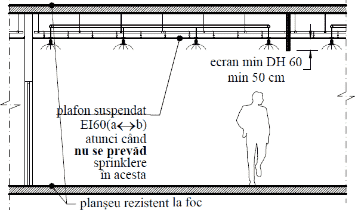 ecran min DH 60
min 50 cm
plafon suspendat
EI60(a↔b)
atunci când
nu se prevăd
sprinklere
în acesta
planșeu rezistent la foc